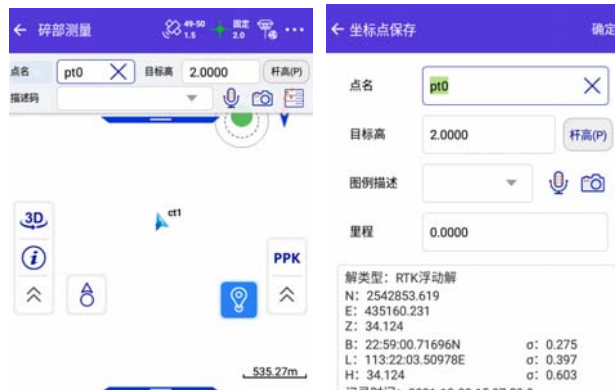 碎部测量
49-50
1.5
固定
2.0
点名
pt0
目标高
2.0000
杆高(P)
描述码
ct1
3D
PPK
535.27m
坐标点保存
确定
点名
pt0
目标高
2.0000
杆高(P)
图例描述
里程
0.0000
解类型：RTK浮动解
N：2542853.619
E：435160.231
Z：34.124
B：22:59:00.71696N σ：0.275
L：113:22:03.50978E σ：0.397
H：34.124 σ：0.603